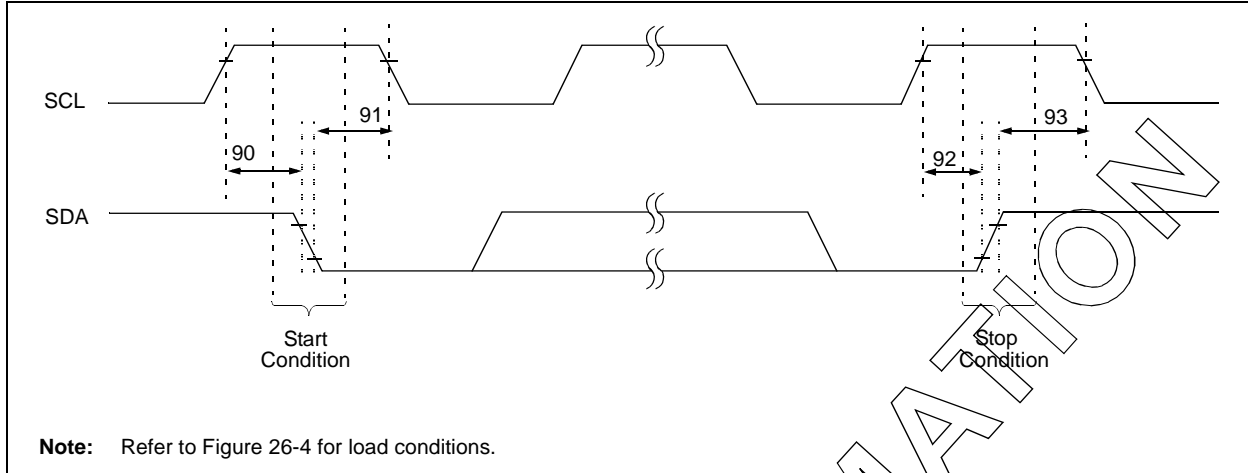 SCL
91
93
90
92
SDA
Start
Condition
Stop
Condition
Note: Refer to Figure 26-4 for load conditions.
MATION